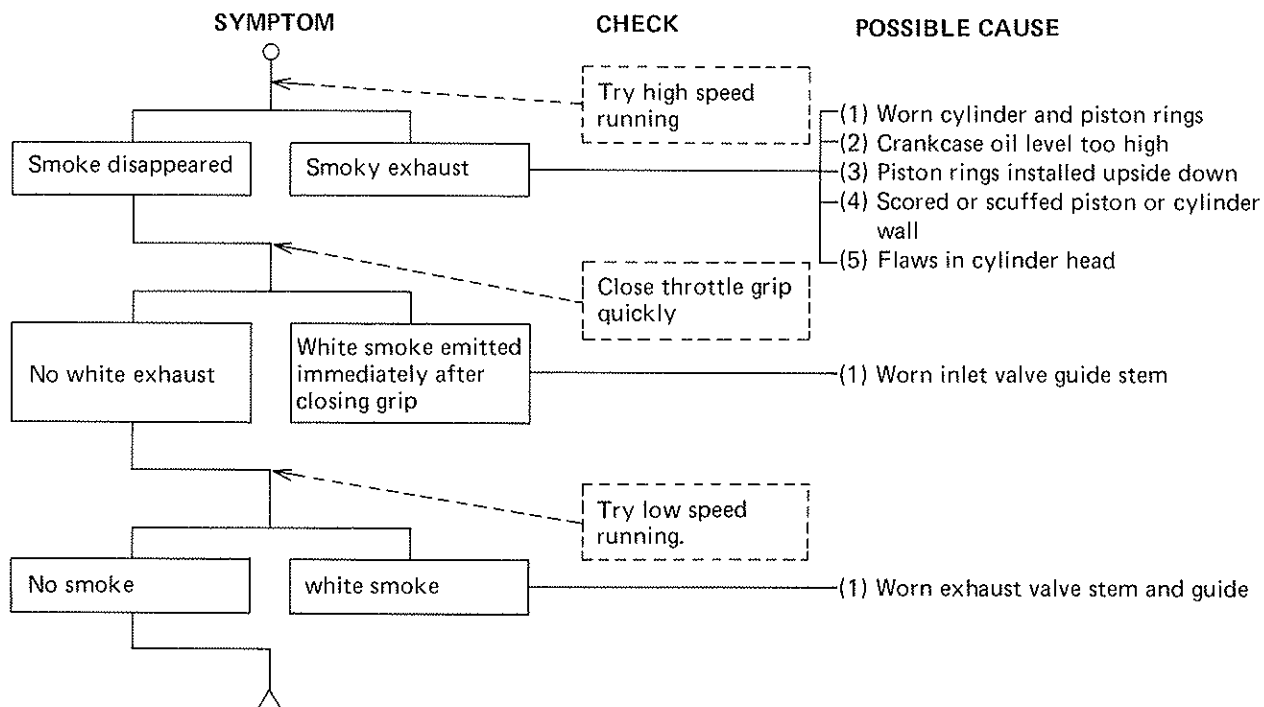 SYMPTOM
CHECK
POSSIBLE CAUSE
Try high speed
running
Smoke disappeared
Smoky exhaust
(1) Worn cylinder and piston rings
(2) Crankcase oil level too high
(3) Piston rings installed upside down
(4) Scored or scuffed piston or cylinder
wall
(5) Flaws in cylinder head
Close throttle grip
quickly
No white exhaust
White smoke emitted
immediately after
closing grip
(1) Worn inlet valve guide stem
Try low speed
running.
No smoke
white smoke
(1) Worn exhaust valve stem and guide